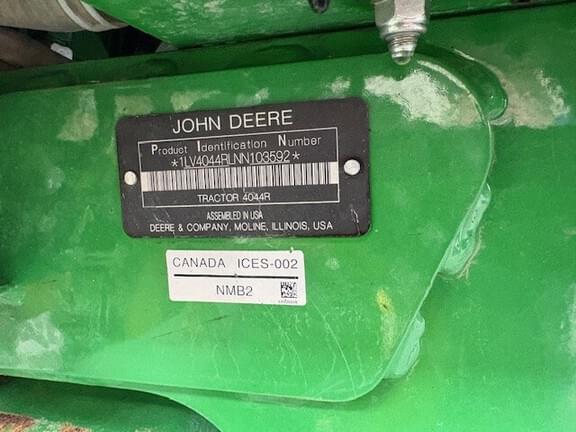 JOHN DEERE
Product Identification Number
*1LV4044RLNN103592*
TRACTOR 4044R
ASSEMBLED IN USA
DEERE & COMPANY, MOLINE, ILLINOIS, USA
CANADA ICES-002
NMB2